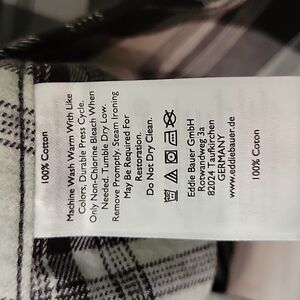 100% Cotton
Machine Wash Warm With Like
Colors, Durable Press Cycle.
Only Non-Chlorine Bleach When
Needed. Tumble Dry Low.
Remove Promptly. Steam Ironing
May Be Required For
Restoration.
Do Not Dry Clean.
Eddie Bauer GmbH
Rotwandweg 3a
82024 Taufkirchen
GERMANY
www.eddiebauer.de
100% Cotton